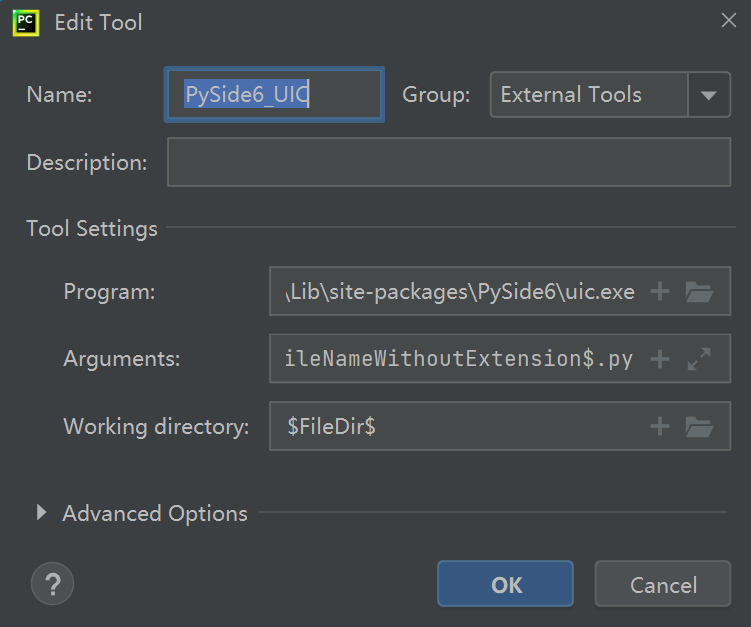 PC Edit Tool
Name: PySide6_UIC Group: External Tools
Description:
Tool Settings
Program: \Lib\site-packages\PySide6\uic.exe
Arguments: ileNameWithoutExtension$.py
Working directory: $FileDir$
Advanced Options
? OK Cancel